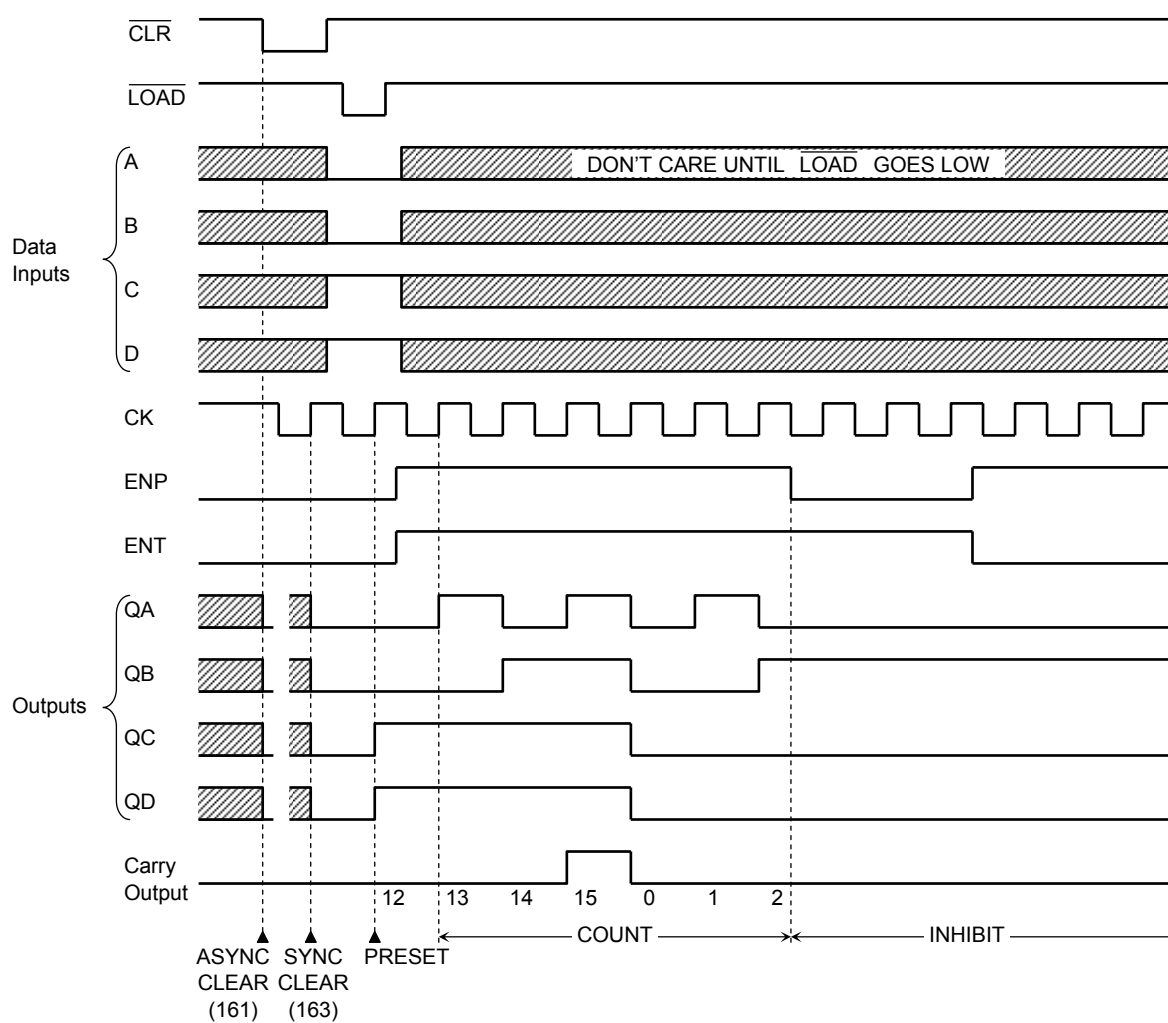 CLR
LOAD
A
DON'T CARE UNTIL LOAD GOES LOW
B
Data
Inputs
C
D
CK
ENP
ENT
QA
QB
Outputs
QC
QD
Carry
Output
12 13 14 15 0 1 2
COUNT
INHIBIT
ASYNC
CLEAR
(161)
SYNC
CLEAR
(163)
PRESET